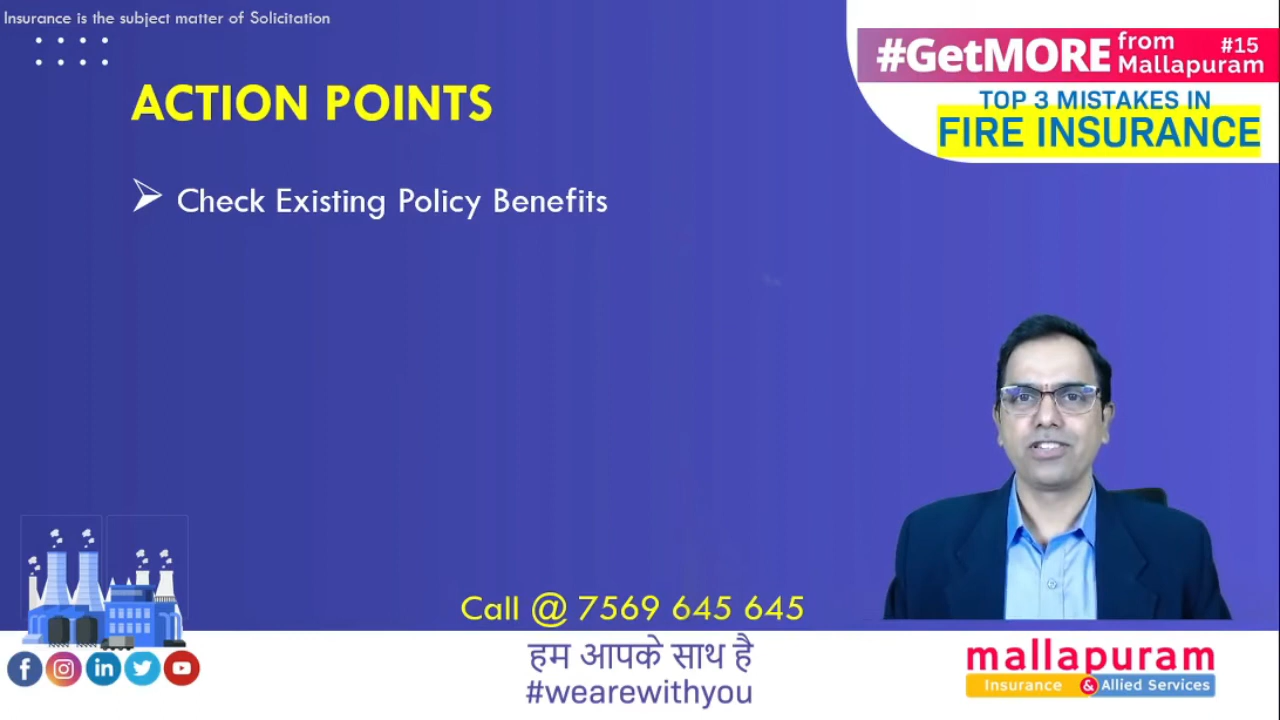 Insurance is the subject matter of Solicitation
#GetMORE from Mallapuram #15
TOP 3 MISTAKES IN
FIRE INSURANCE
ACTION POINTS
➢ Check Existing Policy Benefits
Call @ 7569 645 645
हम आपके साथ है
#wearewithyou
mallapuram
Insurance & Allied Services